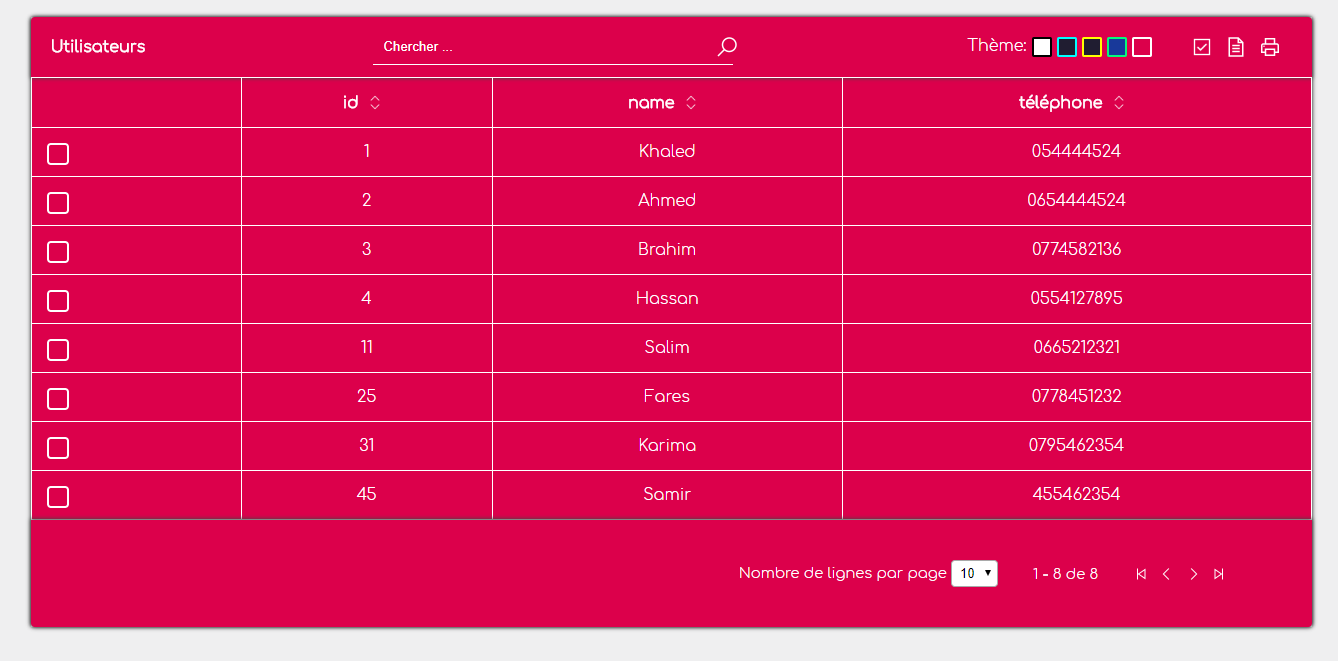 Utilisateurs Chercher ... Thème:
id name téléphone
1 Khaled 054444524
2 Ahmed 0654444524
3 Brahim 0774582136
4 Hassan 0554127895
11 Salim 0665212321
25 Fares 0778451232
31 Karima 0795462354
45 Samir 455462354
Nombre de lignes par page 10 1 - 8 de 8